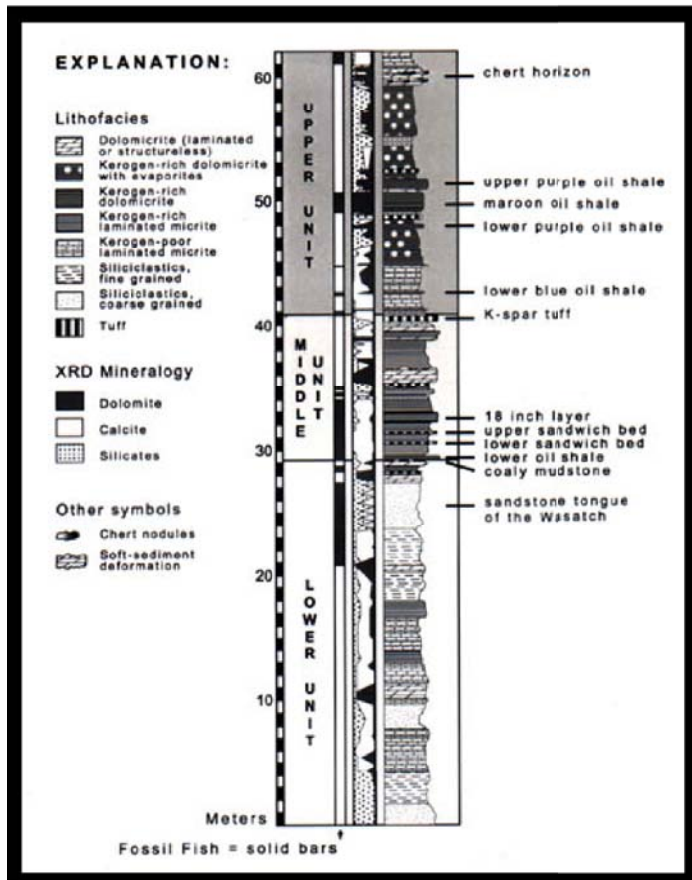 EXPLANATION:
Lithofacies
Dolomicrite (laminated
or structureless)
Kerogen-rich dolomicrite
with evaporites
Kerogen-rich
dolomicrite
Kerogen-rich
laminated micrite
Kerogen-poor
laminated micrite
Siliciclastics,
fine grained
Siliciclastics,
coarse grained
Tuff
XRD Mineralogy
Dolomite
Calcite
Silicates
Other symbols
Chert nodules
Soft-sediment
deformation
60
50
40
30
20
10
Meters
UPPER UNIT
MIDDLE UNIT
LOWER UNIT
chert horizon
upper purple oil shale
maroon oil shale
lower purple oil shale
lower blue oil shale
K-spar tuff
18 inch layer
upper sandwich bed
lower sandwich bed
lower oil shale
coaly mudstone
sandstone tongue
of the Wasatch
Fossil Fish = solid bars